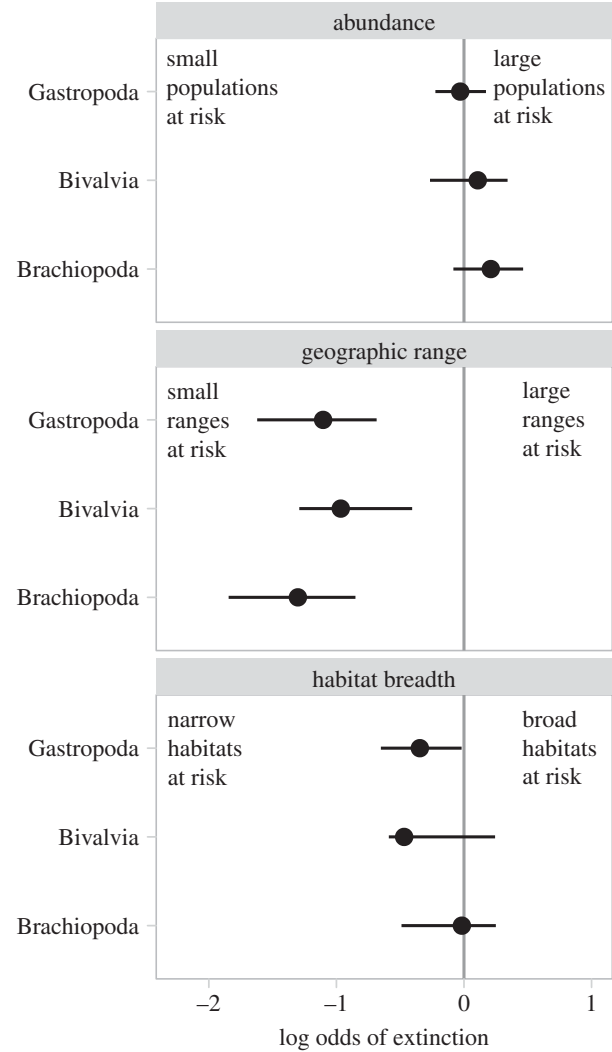 abundance
small
populations
at risk
large
populations
at risk
Gastropoda
Bivalvia
Brachiopoda
geographic range
small
ranges
at risk
large
ranges
at risk
Gastropoda
Bivalvia
Brachiopoda
habitat breadth
narrow
habitats
at risk
broad
habitats
at risk
Gastropoda
Bivalvia
Brachiopoda
–2 –1 0 1
log odds of extinction